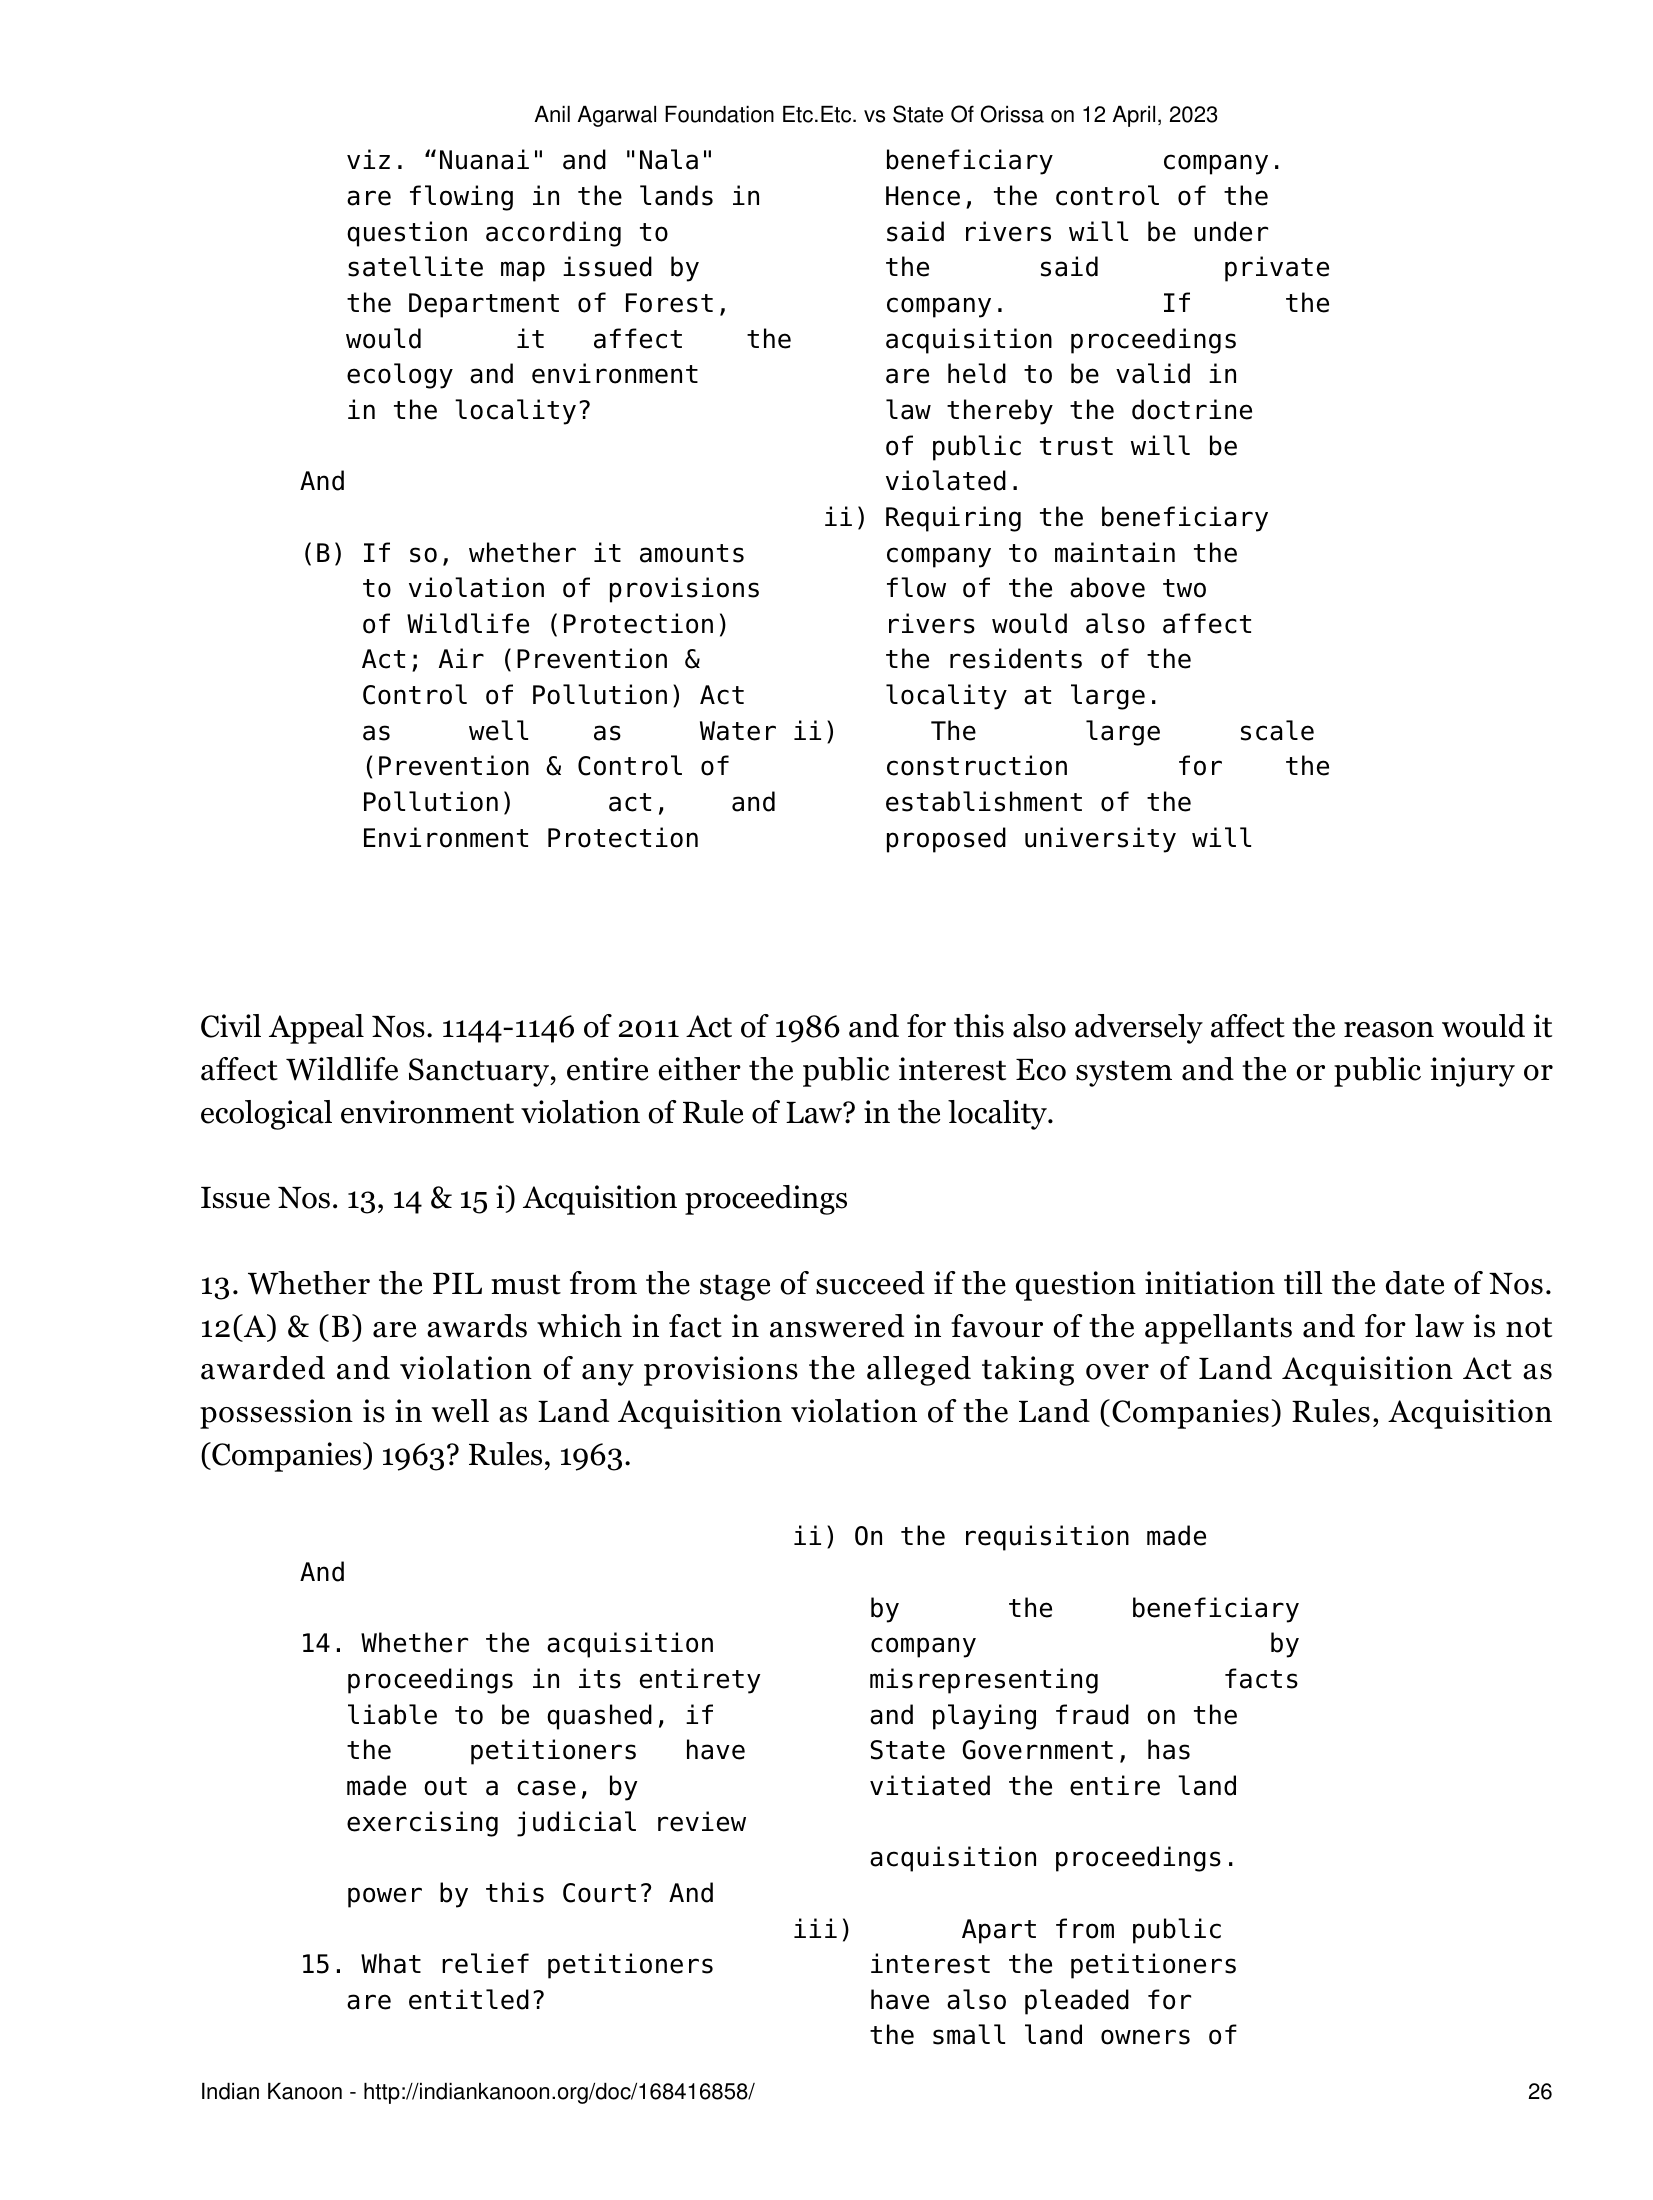 Anil Agarwal Foundation Etc.Etc. vs State Of Orissa on 12 April, 2023
viz. “Nuanai" and "Nala" beneficiary company.
are flowing in the lands in Hence, the control of the
question according to said rivers will be under
satellite map issued by the said private
the Department of Forest, company. If the
would it affect the acquisition proceedings
ecology and environment are held to be valid in
in the locality? law thereby the doctrine
of public trust will be
And violated.
ii) Requiring the beneficiary
(B) If so, whether it amounts company to maintain the
to violation of provisions flow of the above two
of Wildlife (Protection) rivers would also affect
Act; Air (Prevention & the residents of the
Control of Pollution) Act locality at large.
as well as Water ii) The large scale
(Prevention & Control of construction for the
Pollution) act, and establishment of the
Environment Protection proposed university will
Civil Appeal Nos. 1144-1146 of 2011 Act of 1986 and for this also adversely affect the reason would it
affect Wildlife Sanctuary, entire either the public interest Eco system and the or public injury or
ecological environment violation of Rule of Law? in the locality.
Issue Nos. 13, 14 & 15 i) Acquisition proceedings
13. Whether the PIL must from the stage of succeed if the question initiation till the date of Nos.
12(A) & (B) are awards which in fact in answered in favour of the appellants and for law is not
awarded and violation of any provisions the alleged taking over of Land Acquisition Act as
possession is in well as Land Acquisition violation of the Land (Companies) Rules, Acquisition
(Companies) 1963? Rules, 1963.
ii) On the requisition made
And
by the beneficiary
14. Whether the acquisition company by
proceedings in its entirety misrepresenting facts
liable to be quashed, if and playing fraud on the
the petitioners have State Government, has
made out a case, by vitiated the entire land
exercising judicial review
acquisition proceedings.
power by this Court? And
iii) Apart from public
15. What relief petitioners interest the petitioners
are entitled? have also pleaded for
the small land owners of
Indian Kanoon - http://indiankanoon.org/doc/168416858/ 26